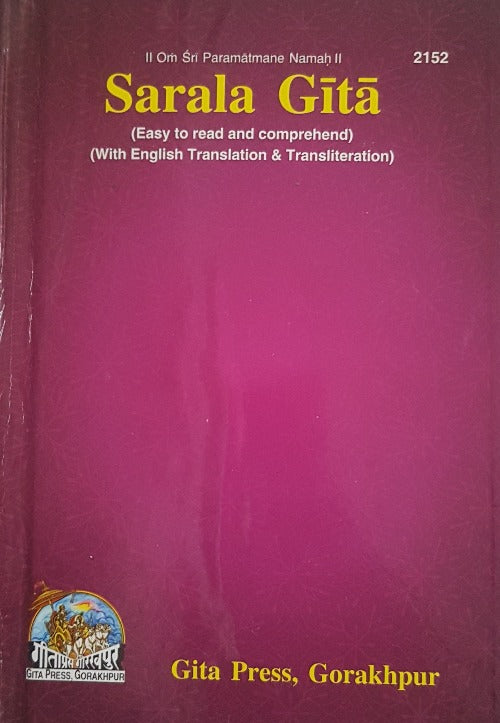 II Oṁ Śrī Paramātmane Namaḥ II 2152
Sarala Gītā
(Easy to read and comprehend)
(With English Translation & Transliteration)
गीताप्रेस गोरखपुर
GITA PRESS, GORAKHPUR
Gita Press, Gorakhpur